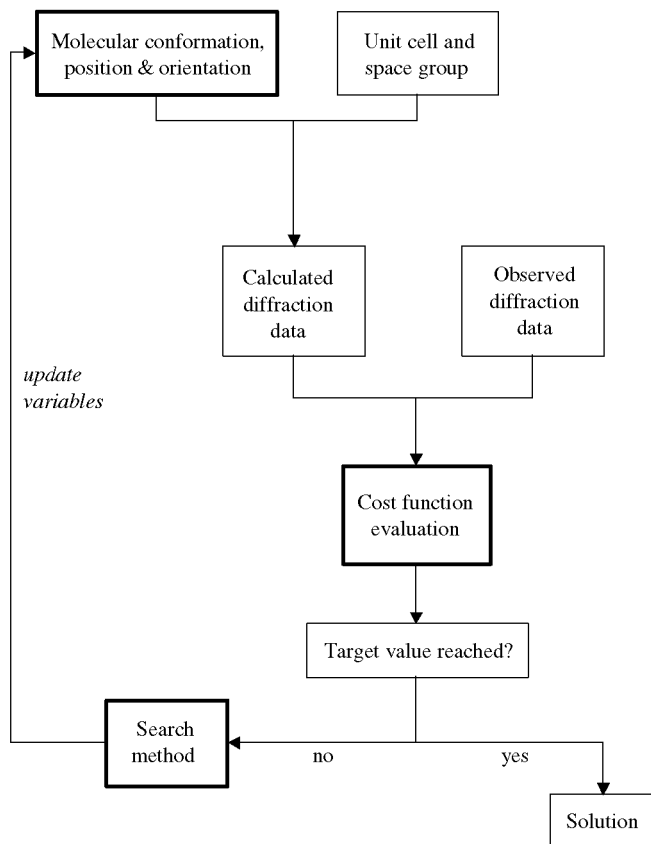 Molecular conformation,
position & orientation
Unit cell and
space group
Calculated
diffraction
data
Observed
diffraction
data
update
variables
Cost function
evaluation
Target value reached?
Search
method
no
yes
Solution